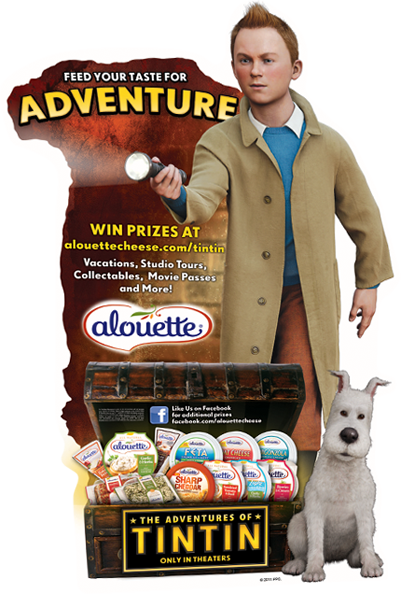 FEED YOUR TASTE FOR
ADVENTURE
WIN PRIZES AT
alouettecheese.com/tintin
Vacations, Studio Tours,
Collectables, Movie Passes
and More!
alouette
f
Like Us on Facebook
for additional prizes
facebook.com/alouettecheese
alouette
FETA
SHARP
CHEDDAR
THE ADVENTURES OF
TINTIN
ONLY IN THEATERS